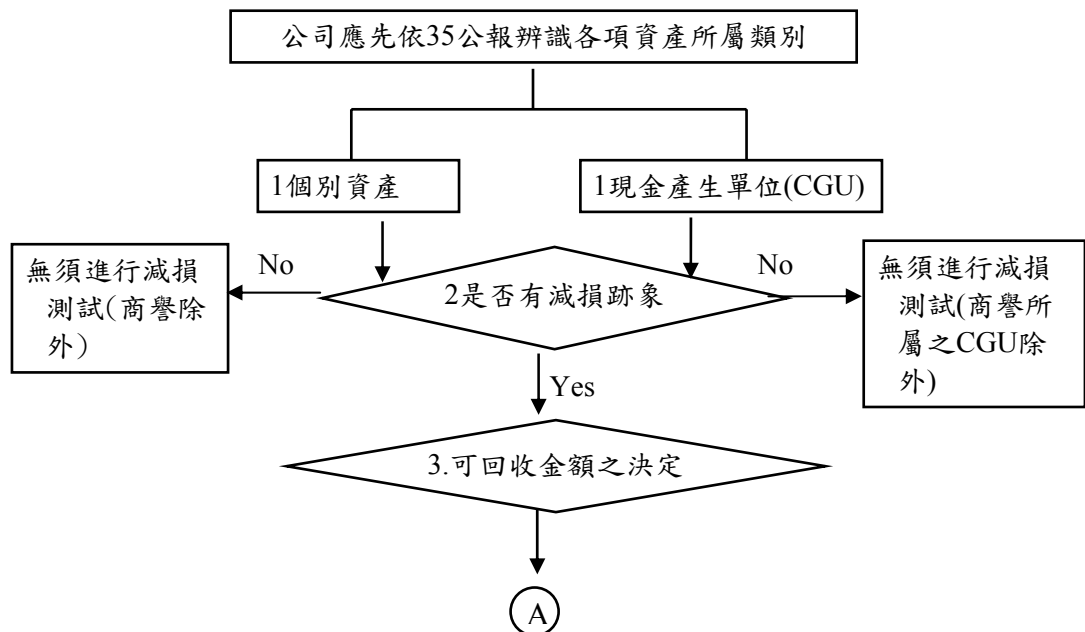 公司應先依35公報辨識各項資產所屬類別
1個別資產
1現金產生單位(CGU)
無須進行減損
測試(商譽除
外)
No
2是否有減損跡象
No
無須進行減損
測試(商譽所
屬之CGU除
外)
Yes
3.可回收金額之決定
A